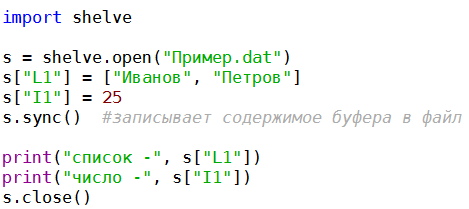 import shelve
s = shelve.open("Пример.dat")
s["L1"] = ["Иванов", "Петров"]
s["I1"] = 25
s.sync()  #записывает содержимое буфера в файл
print("список -", s["L1"])
print("число -", s["I1"])
s.close()